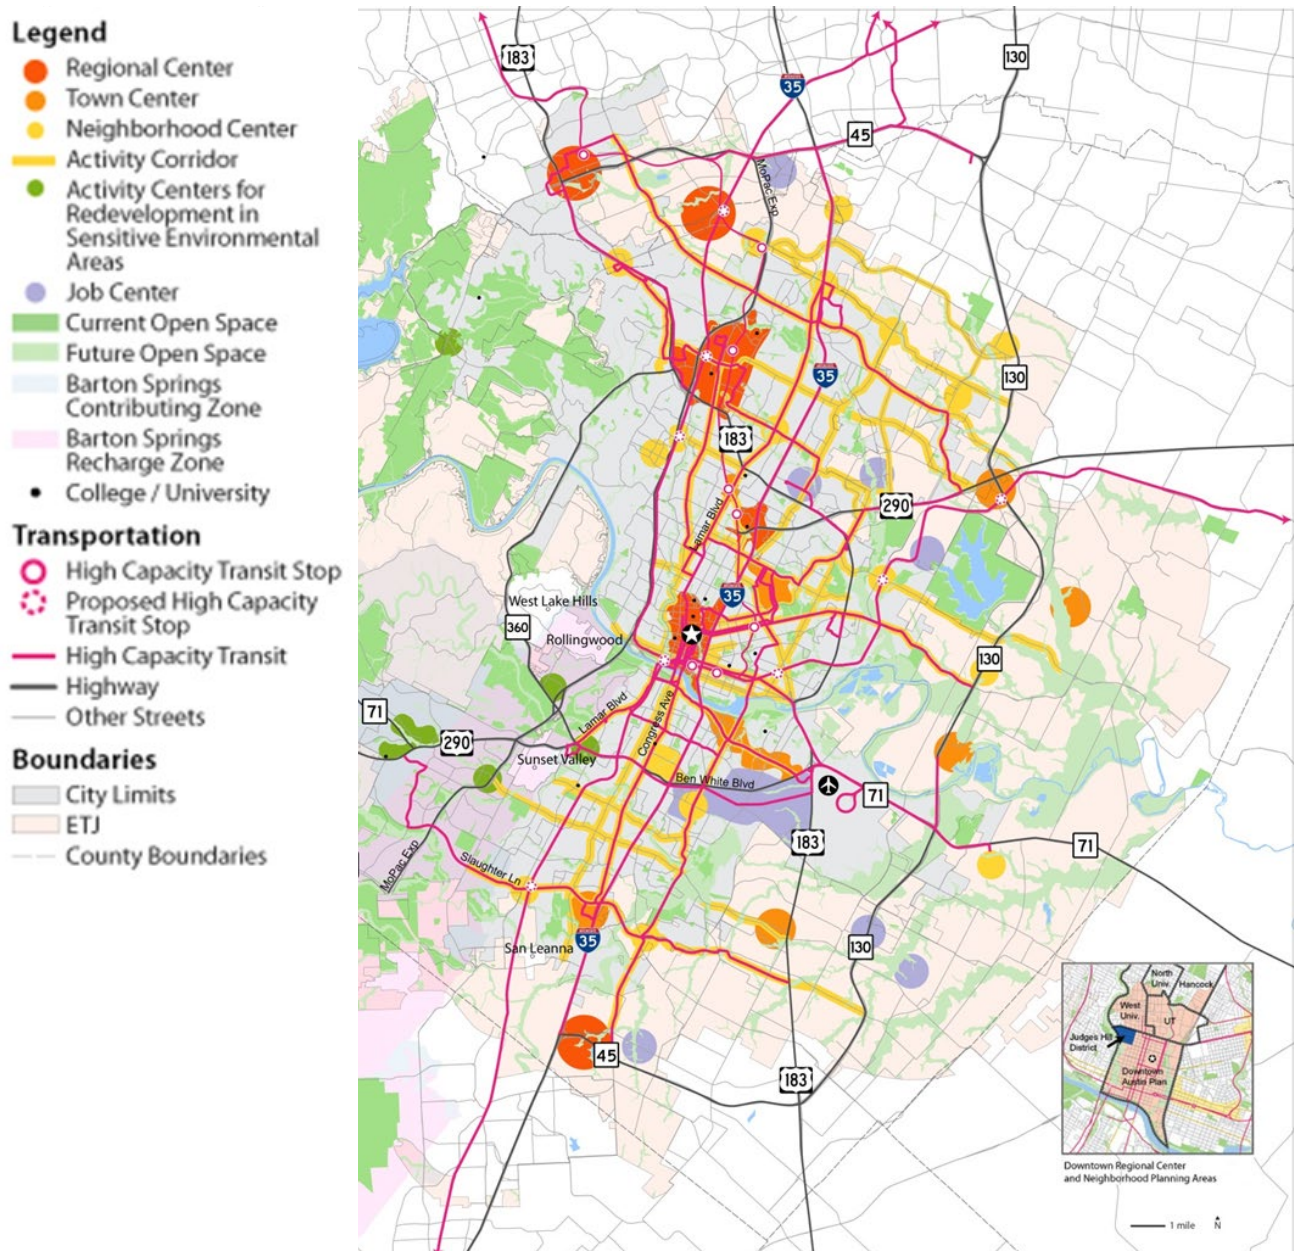 Legend
Regional Center
Town Center
Neighborhood Center
Activity Corridor
Activity Centers for
Redevelopment in
Sensitive Environmental
Areas
Job Center
Current Open Space
Future Open Space
Barton Springs
Contributing Zone
Barton Springs
Recharge Zone
College / University
Transportation
High Capacity Transit Stop
Proposed High Capacity
Transit Stop
High Capacity Transit
Highway
Other Streets
Boundaries
City Limits
ETJ
County Boundaries
183
35
130
45
MoPac Exp
35
130
183
290
Lamar Blvd
35
West Lake Hills
360
Rollingwood
130
71
290
Lamar Blvd
Congress Ave
Sunset Valley
Ben White Blvd
71
183
71
MoPac Exp
Slaughter Ln
San Leanna
35
130
45
183
North
Univ.
Hancock
West
Univ.
UT
Judges Hill
District
Downtown
Austin Plan
Downtown Regional Center
and Neighborhood Planning Areas
1 mile
N